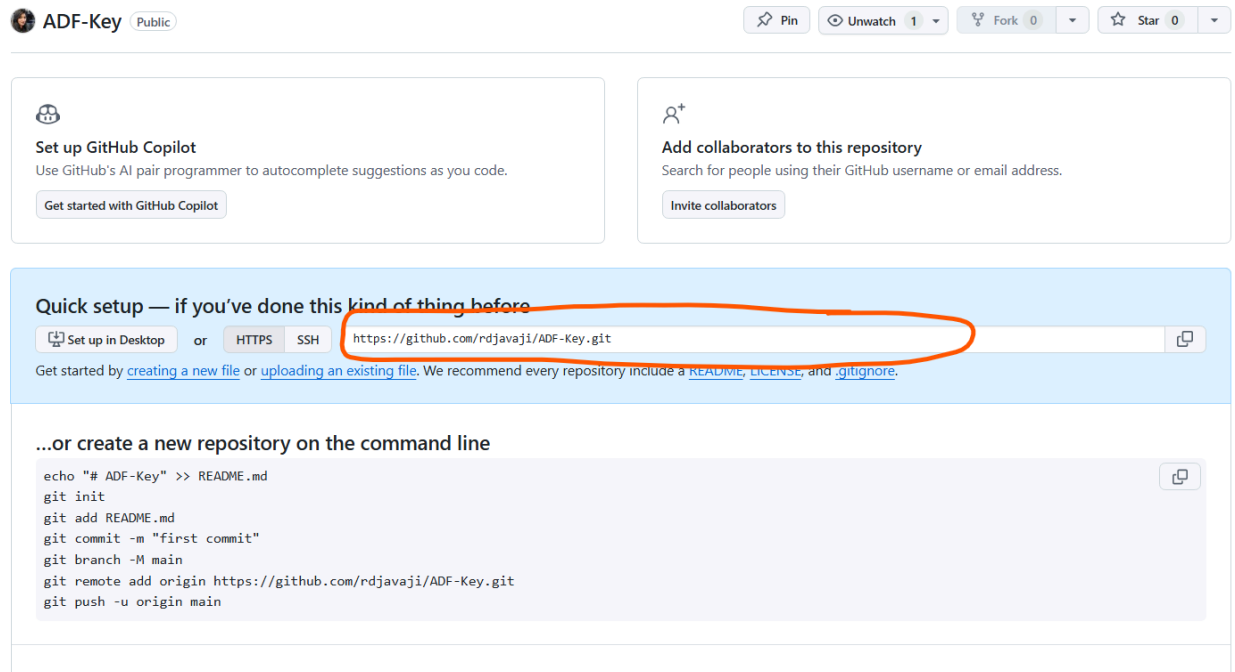 ADF-Key Public
Pin
Unwatch 1
Fork 0
Star 0
Set up GitHub Copilot
Use GitHub's AI pair programmer to autocomplete suggestions as you code.
Get started with GitHub Copilot
Add collaborators to this repository
Search for people using their GitHub username or email address.
Invite collaborators
Quick setup — if you've done this kind of thing before
Set up in Desktop or HTTPS SSH https://github.com/rdjavaji/ADF-Key.git
Get started by creating a new file or uploading an existing file. We recommend every repository include a README, LICENSE, and .gitignore.
…or create a new repository on the command line
echo "# ADF-Key" >> README.md
git init
git add README.md
git commit -m "first commit"
git branch -M main
git remote add origin https://github.com/rdjavaji/ADF-Key.git
git push -u origin main